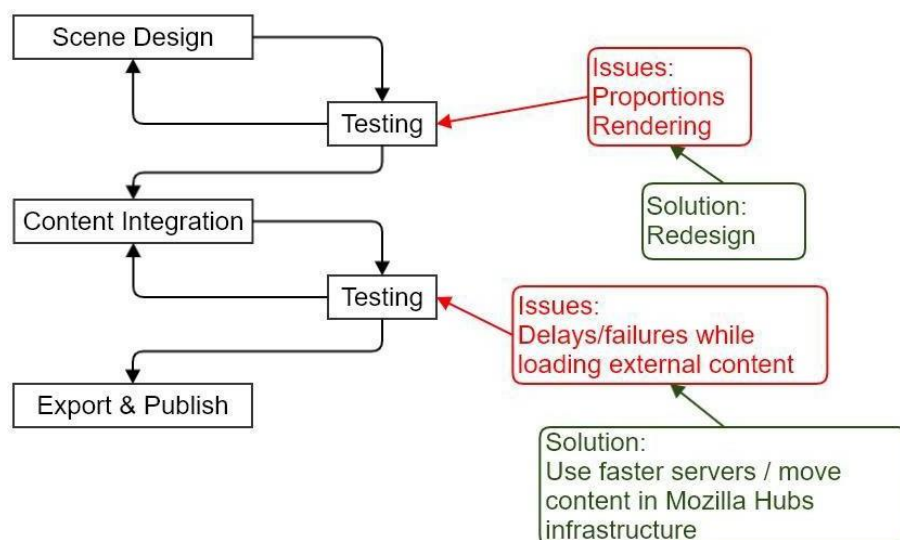 Scene Design
Testing
Issues:
Proportions
Rendering
Solution:
Redesign
Content Integration
Testing
Issues:
Delays/failures while
loading external content
Export & Publish
Solution:
Use faster servers / move
content in Mozilla Hubs
infrastructure